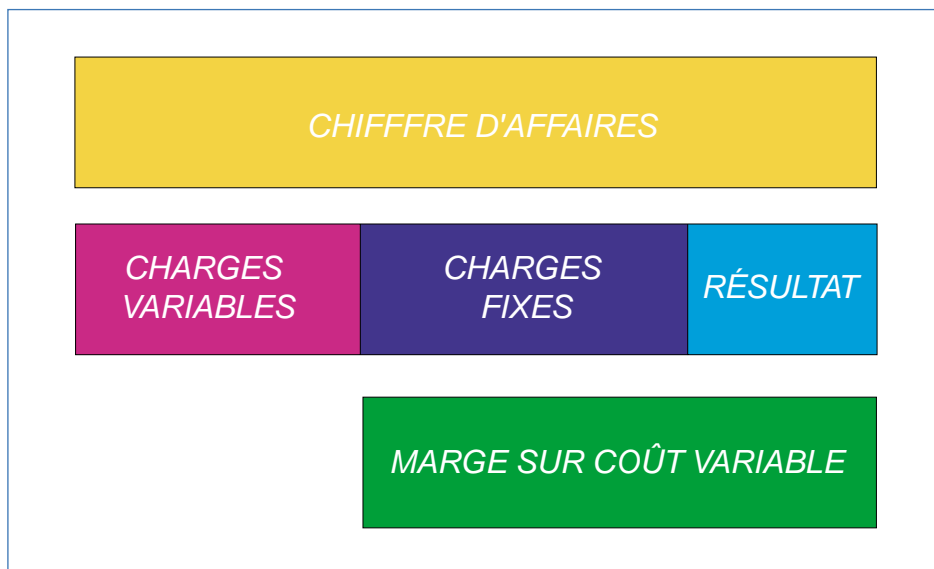 CHIFFFRE D'AFFAIRES
CHARGES
VARIABLES
CHARGES
FIXES
RÉSULTAT
MARGE SUR COÛT VARIABLE